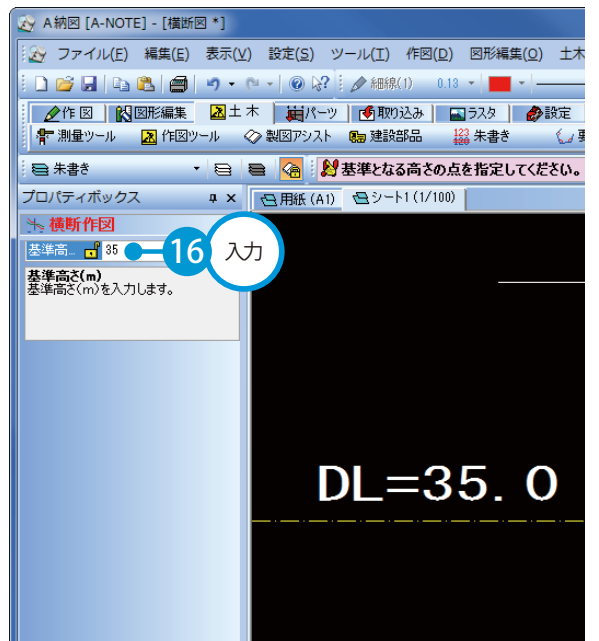 A納図 [A-NOTE] - [横断図 *]
ファイル(F) 編集(E) 表示(V) 設定(S) ツール(T) 作図(D) 図形編集(O) 土木
細線(1) 0.13
作 図 図形編集 土 木 パーツ 取り込み ラスタ 設定
測量ツール 作図ツール 製図アシスト 建設部品 123 朱書き
朱書き 基準となる高さの点を指定してください。
プロパティボックス 用紙 (A1) シート1 (1/100)
横断作図
基準高... 35 16 入力
基準高さ(m)
基準高さ(m)を入力します。
DL=35. 0